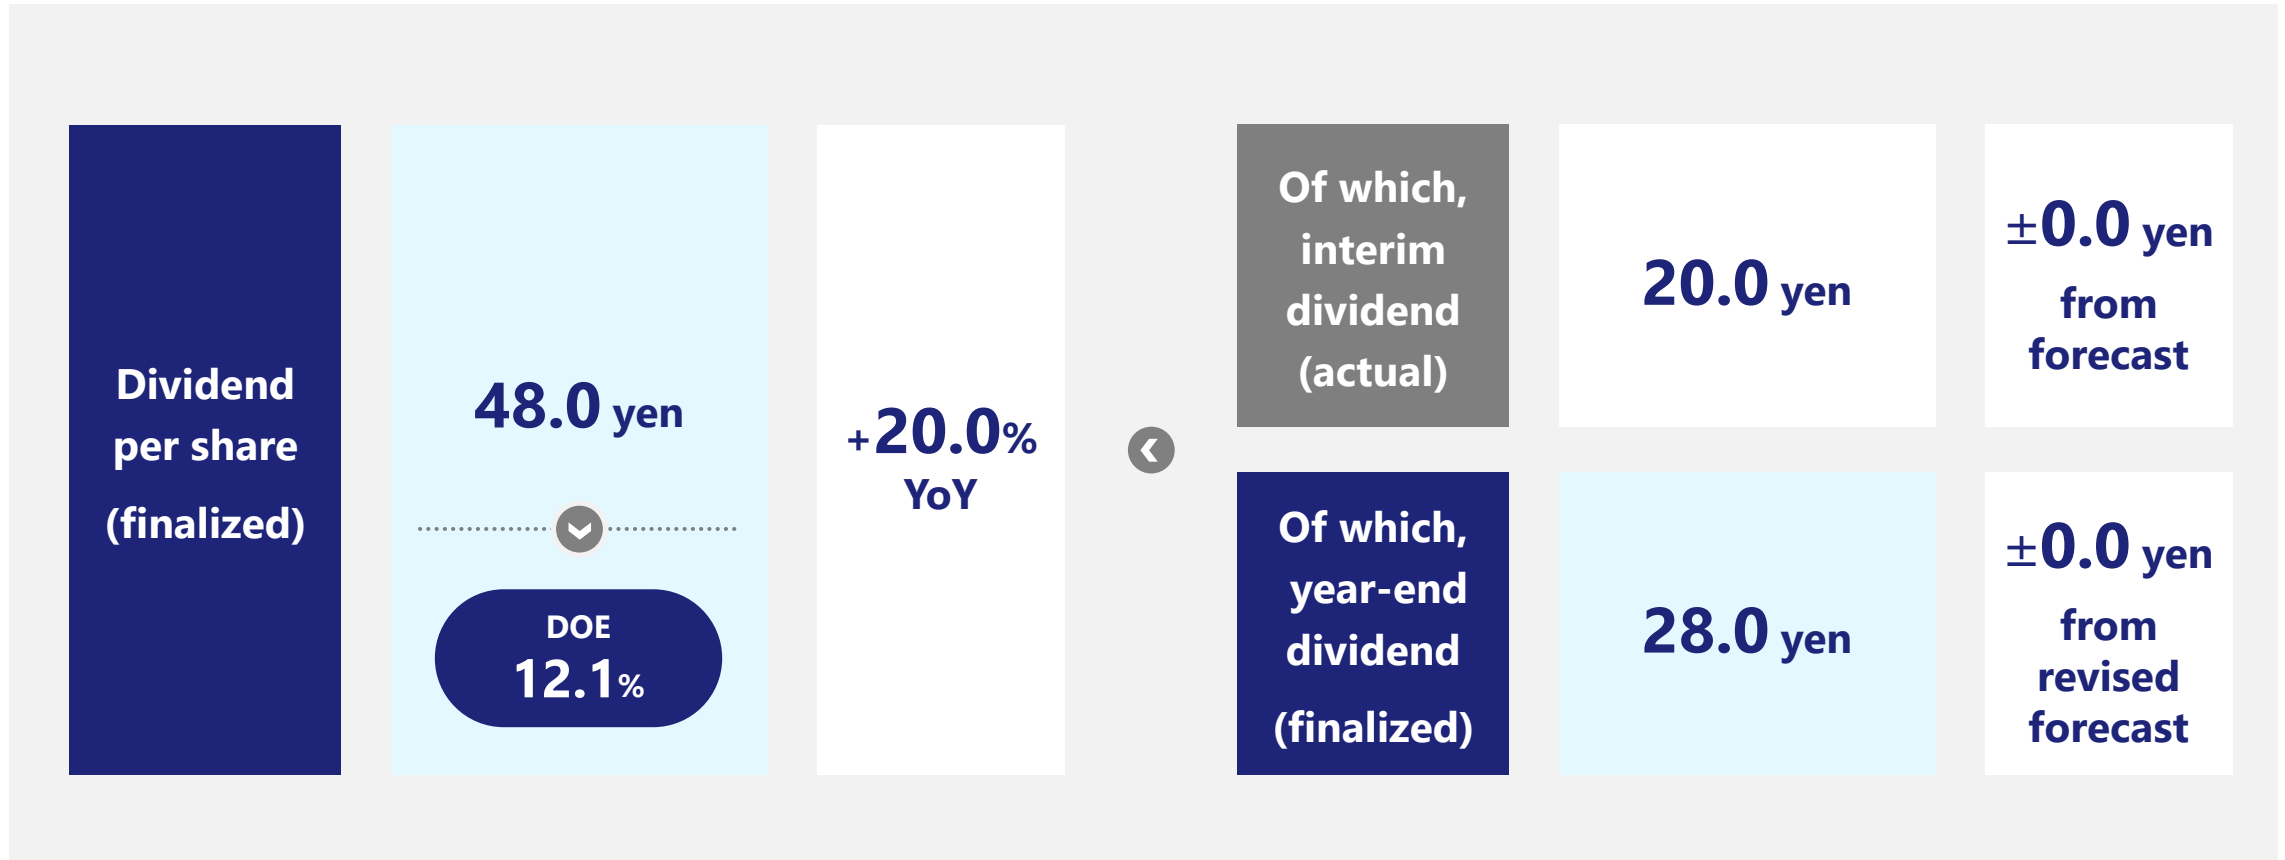 Dividend
per share
(finalized)
48.0 yen
DOE
12.1%
+20.0%
YoY
Of which,
interim
dividend
(actual)
20.0 yen
±0.0 yen
from
forecast
Of which,
year-end
dividend
(finalized)
28.0 yen
±0.0 yen
from
revised
forecast